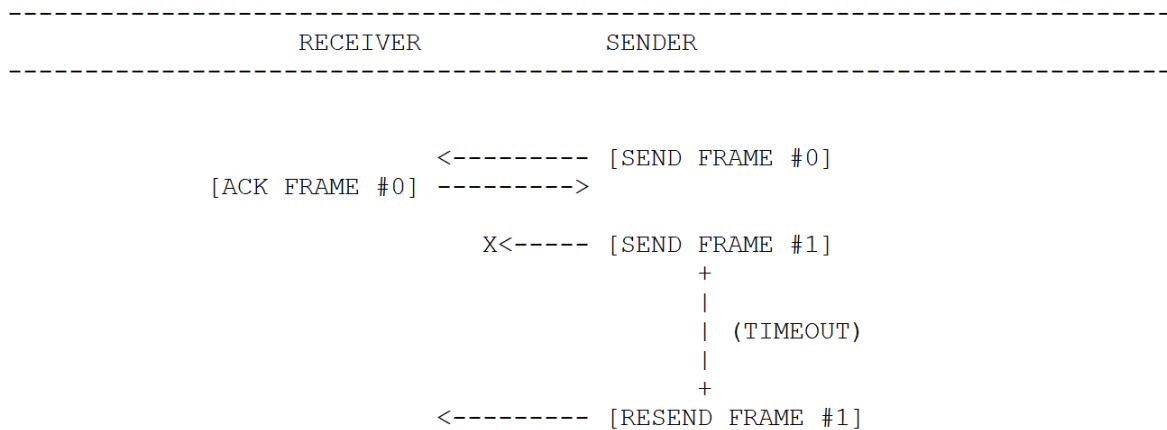 --------------------------------------------------------------------------------
RECEIVER            SENDER
--------------------------------------------------------------------------------
<--------- [SEND FRAME #0]
[ACK FRAME #0] --------->
X<----- [SEND FRAME #1]
+
|
| (TIMEOUT)
|
+
<--------- [RESEND FRAME #1]